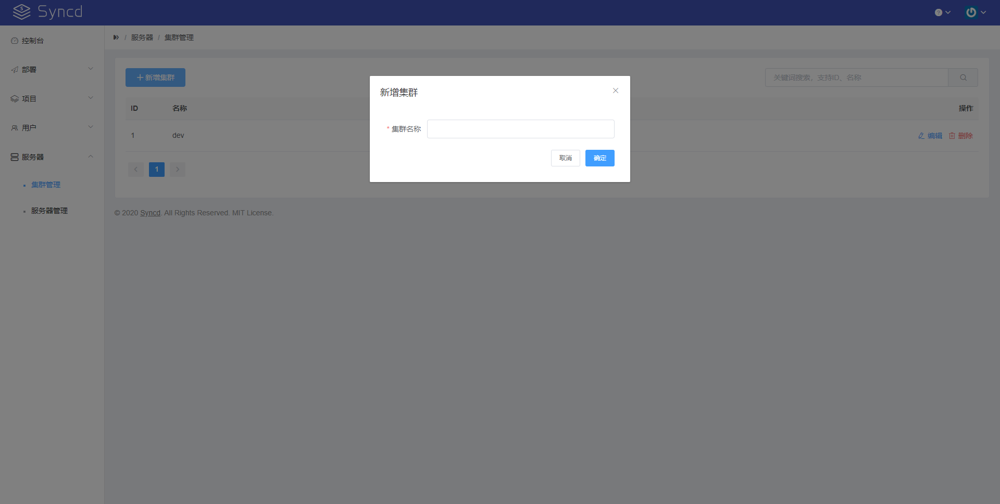 Syncd
控制台
部署
项目
用户
服务器
集群管理
服务器管理
/ 服务器 / 集群管理
新增集群
关键词搜索，支持ID、名称
ID 名称 操作
1 dev 编辑 删除
1
新增集群
* 集群名称
取消 确定
© 2020 Syncd. All Rights Reserved. MIT License.